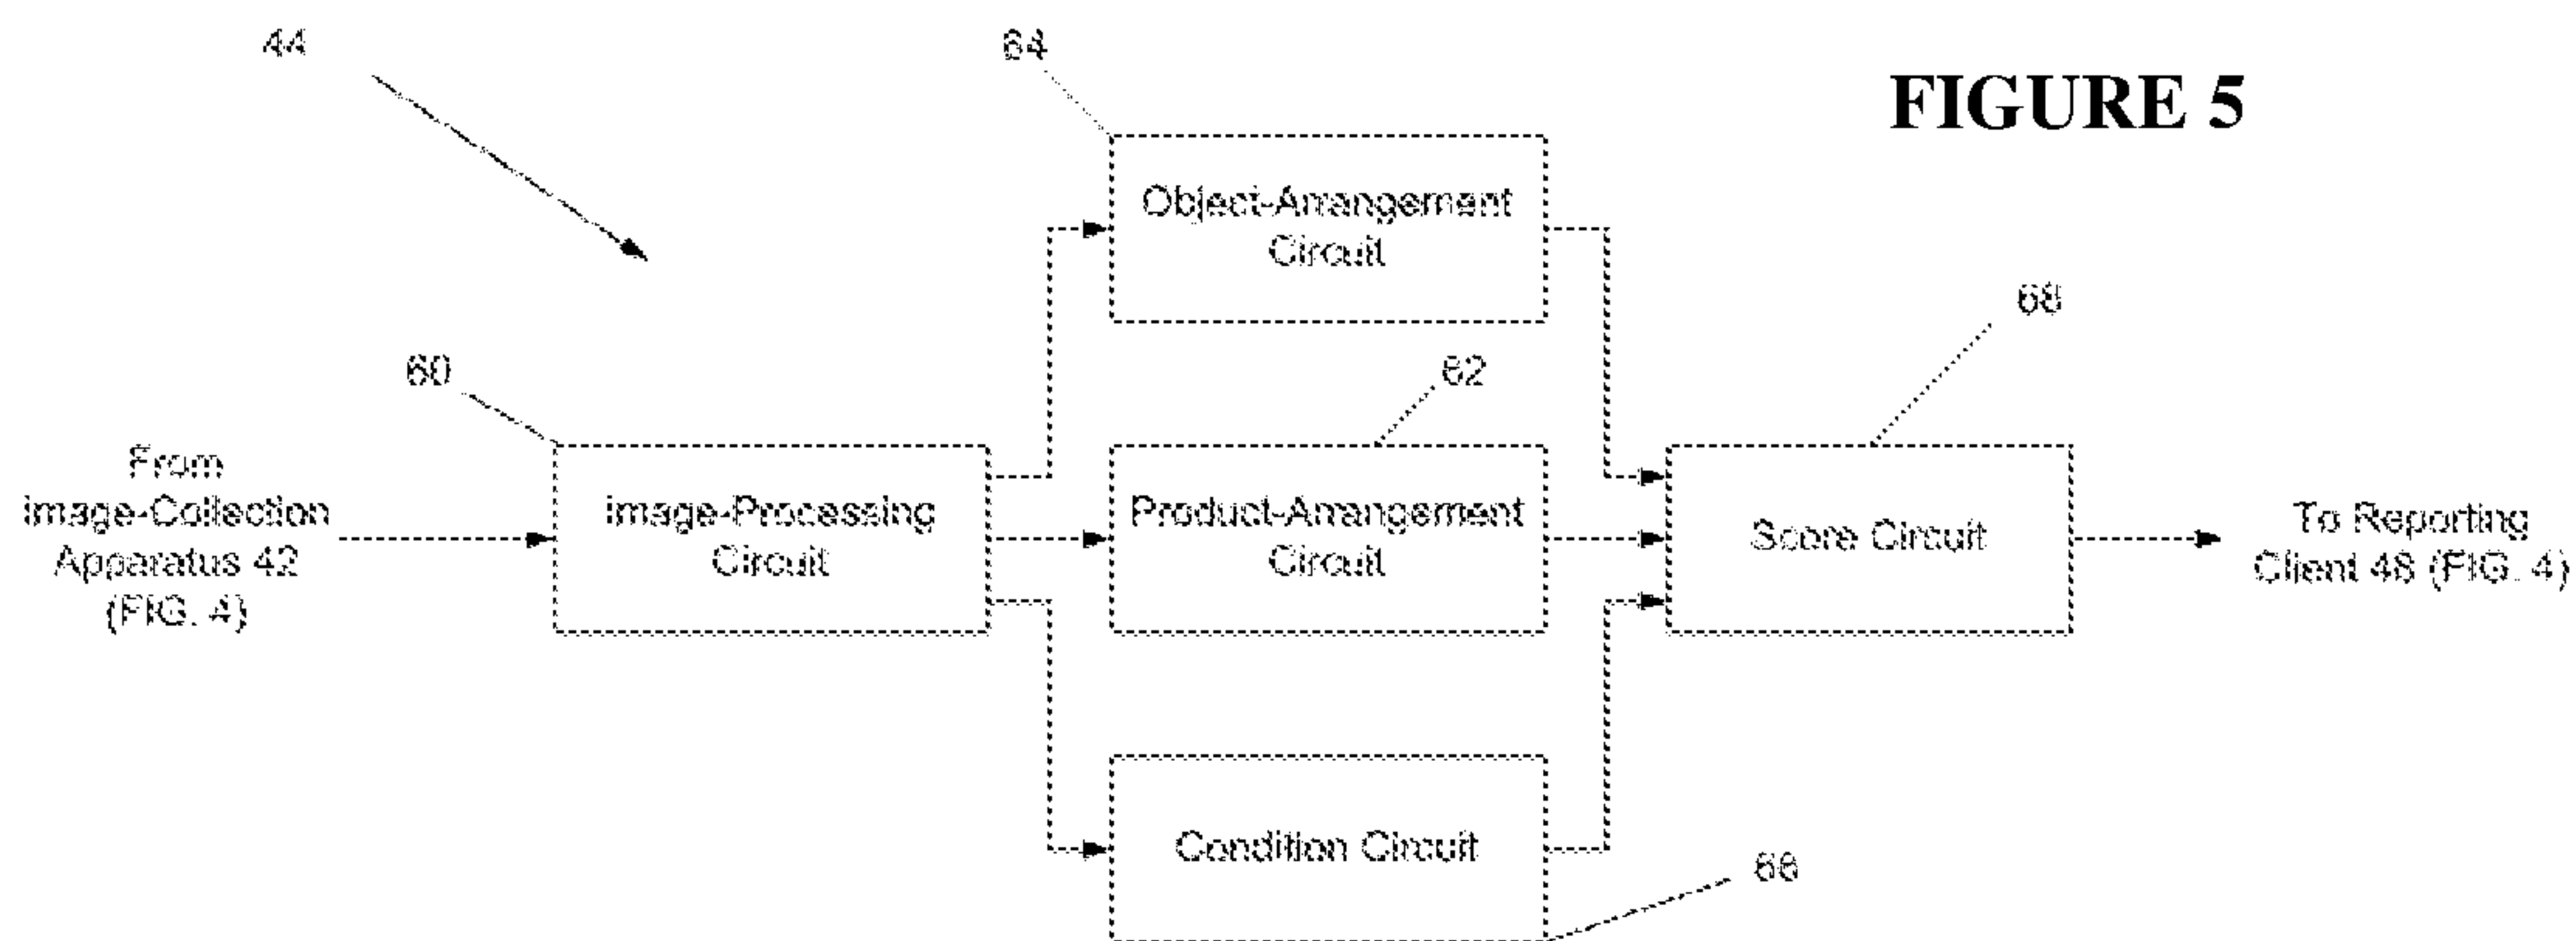 44
64
FIGURE 5
Object-Arrangement
Circuit
68
60
62
From
Image-Collection
Apparatus 42
(FIG. 4)
Image-Processing
Circuit
Product-Arrangement
Circuit
Score Circuit
To Reporting
Client 48 (FIG. 4)
Condition Circuit
66